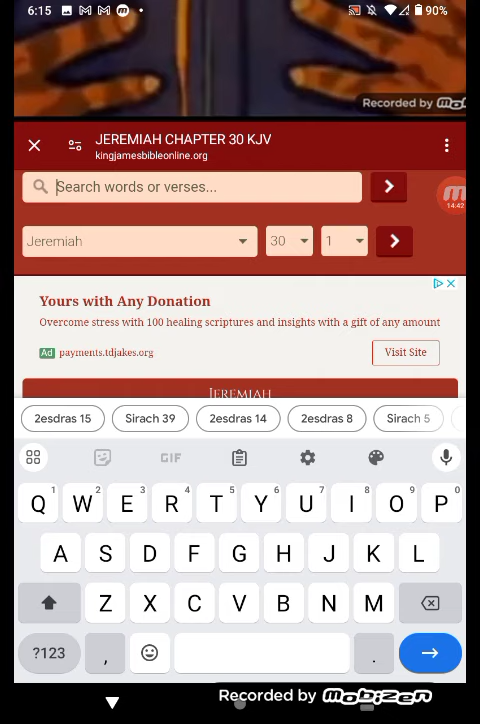 6:15
90%
Recorded by mobizen
JEREMIAH CHAPTER 30 KJV
kingjamesbibleonline.org
Search words or verses...
14:42
Jeremiah 30 1
Yours with Any Donation
Overcome stress with 100 healing scriptures and insights with a gift of any amount
Ad payments.tdjakes.org Visit Site
JEREMIAH
2esdras 15 Sirach 39 2esdras 14 2esdras 8 Sirach 5
GIF
Q 1 W 2 E 3 R 4 T 5 Y 6 U 7 I 8 O 9 P 0
A S D F G H J K L
Z X C V B N M
?123 , .
Recorded by mobizen